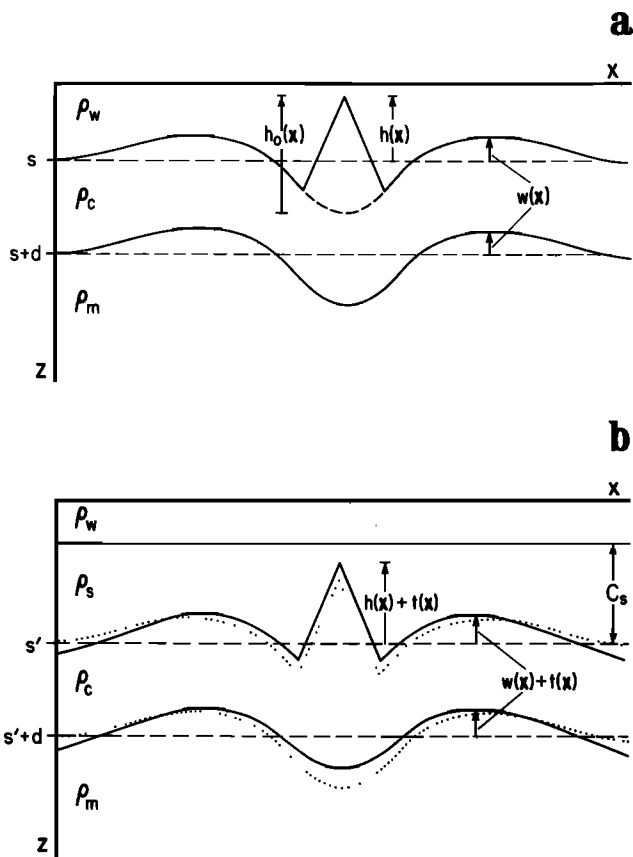 a
x
ρw
h₀(x)
h(x)
s
w(x)
ρc
s+d
ρm
z
b
x
ρw
ρs
Cs
h(x)+t(x)
s'
ρc
w(x)+t(x)
s'+d
ρm
z